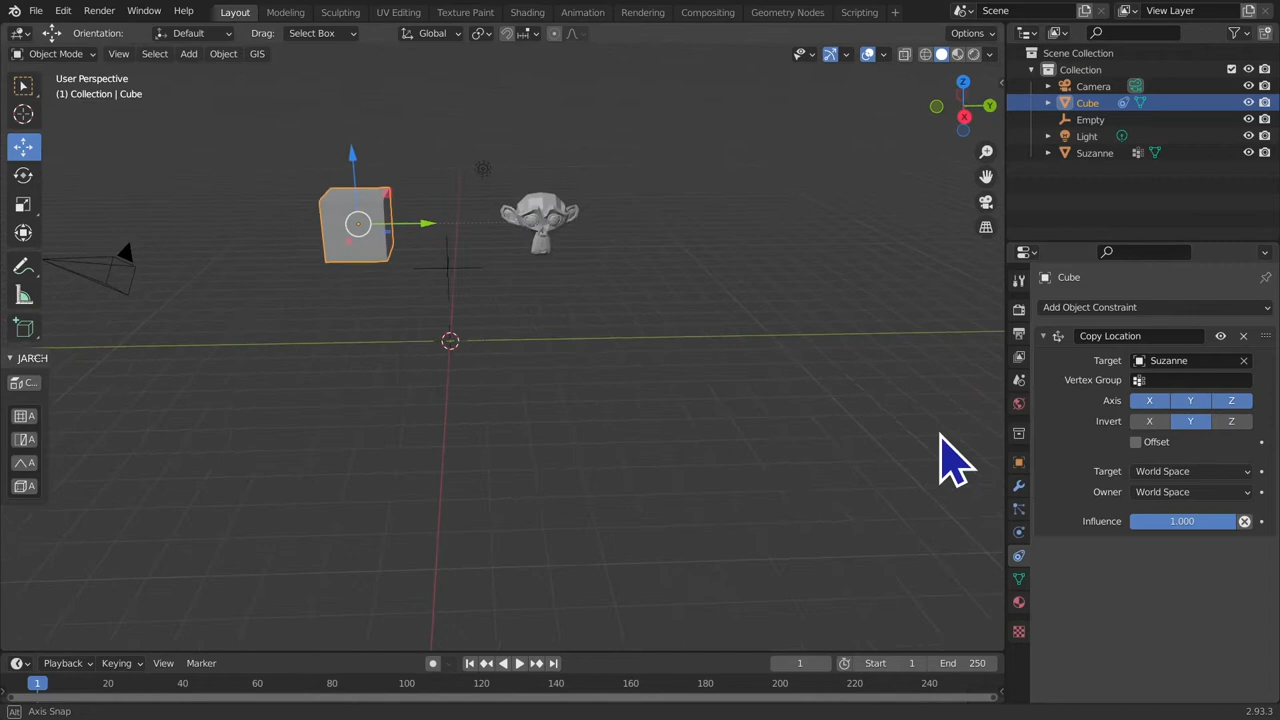 File Edit Render Window Help Layout Modeling Sculpting UV Editing Texture Paint Shading Animation Rendering Compositing Geometry Nodes Scripting + Scene View Layer
Orientation: Default Drag: Select Box Global Options
Object Mode View Select Add Object GIS
User Perspective
(1) Collection | Cube
Z
Y
X
JARCH
C...
A
A
A
A
Scene Collection
Collection
Camera
Cube
Empty
Light
Suzanne
Cube
Add Object Constraint
Copy Location
Target Suzanne
Vertex Group
Axis X Y Z
Invert X Y Z
Offset
Target World Space
Owner World Space
Influence 1.000
Playback Keying View Marker 1 Start 1 End 250
1 20 40 60 80 100 120 140 160 180 200 220 240
Alt Axis Snap 2.93.3